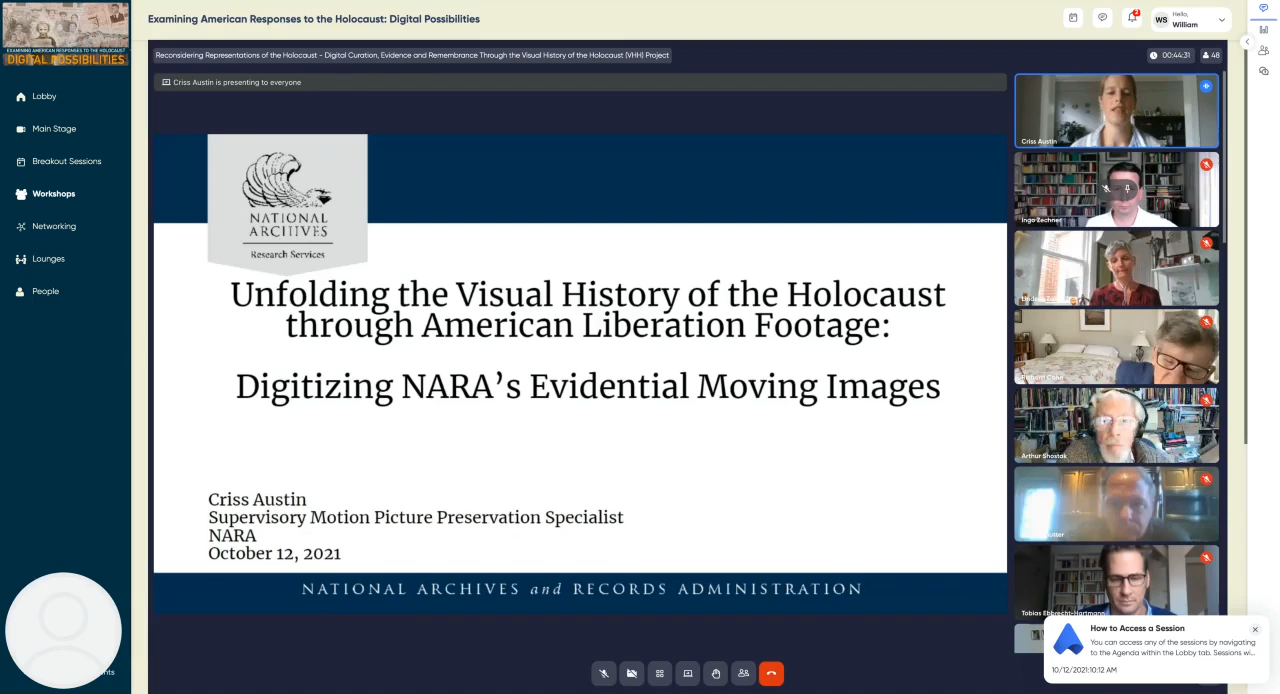 EXAMINING AMERICAN RESPONSES TO THE HOLOCAUST
DIGITAL POSSIBILITIES
Examining American Responses to the Holocaust: Digital Possibilities
2
WS
Hello,
William
Lobby
Main Stage
Breakout Sessions
Workshops
Networking
Lounges
People
Reconsidering Representations of the Holocaust - Digital Curation, Evidence and Remembrance Through the Visual History of the Holocaust (VHH) Project
00:44:31
48
Criss Austin is presenting to everyone
NATIONAL
ARCHIVES
Research Services
Unfolding the Visual History of the Holocaust
through American Liberation Footage:
Digitizing NARA's Evidential Moving Images
Criss Austin
Supervisory Motion Picture Preservation Specialist
NARA
October 12, 2021
NATIONAL ARCHIVES and RECORDS ADMINISTRATION
Criss Austin
Ingo Zechner
Arthur Shostak
Tobias Ebbrecht-Hartmann
How to Access a Session
You can access any of the sessions by navigating
to the Agenda within the Lobby tab. Sessions wi...
10/12/2021:10:12 AM
nts